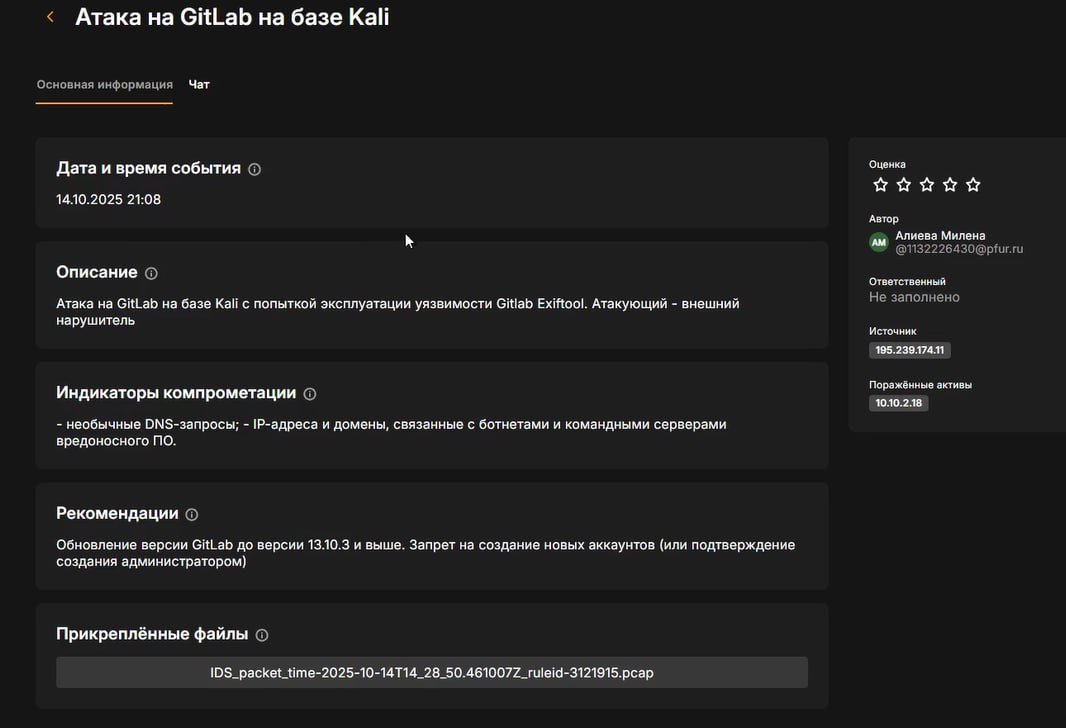 Атака на GitLab на базе Kali
Основная информация
Чат
Дата и время события
14.10.2025 21:08
Описание
Атака на GitLab на базе Kali с попыткой эксплуатации уязвимости Gitlab Exiftool. Атакующий - внешний
нарушитель
Индикаторы компрометации
- необычные DNS-запросы; - IP-адреса и домены, связанные с ботнетами и командными серверами
вредоносного ПО.
Рекомендации
Обновление версии GitLab до версии 13.10.3 и выше. Запрет на создание новых аккаунтов (или подтверждение
создания администратором)
Прикреплённые файлы
IDS_packet_time-2025-10-14T14_28_50.461007Z_ruleid-3121915.pcap
Оценка
Автор
АМ
Алиева Милена
@1132226430@pfur.ru
Ответственный
Не заполнено
Источник
195.239.174.11
Поражённые активы
10.10.2.18